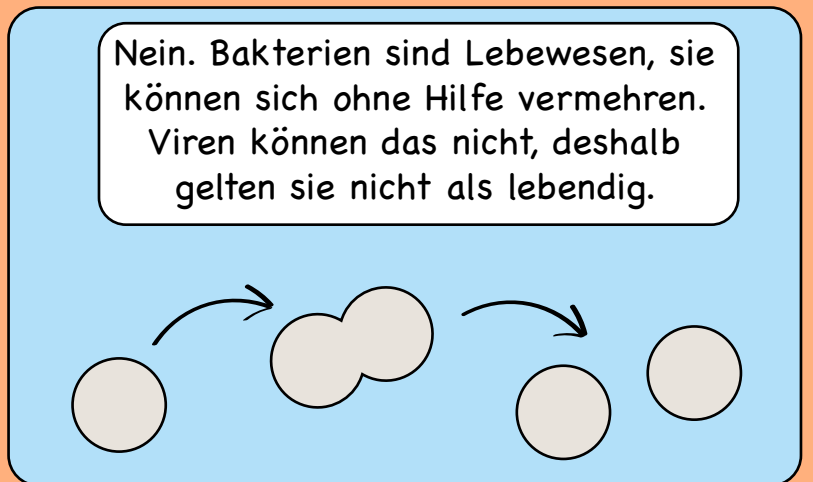 Nein. Bakterien sind Lebewesen, sie
können sich ohne Hilfe vermehren.
Viren können das nicht, deshalb
gelten sie nicht als lebendig.